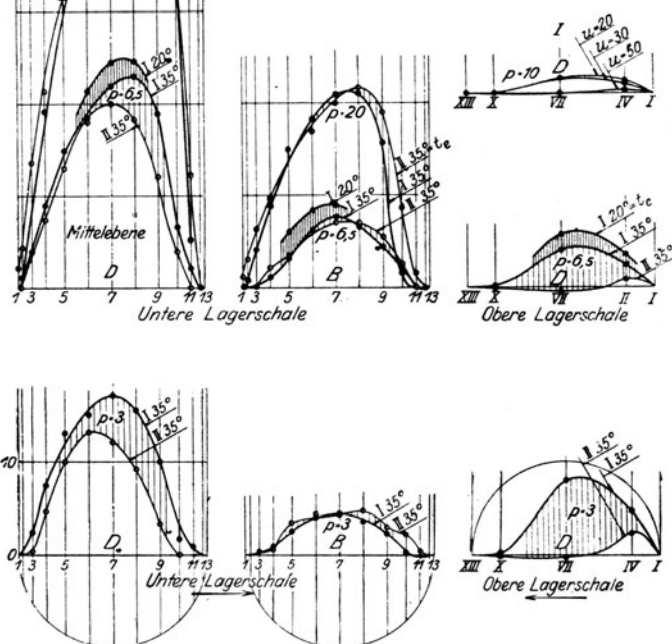 I 20°
I 35°
p=6,5
II 35°
Mittelebene
D
1 3 5 7 9 11 13
p=20
II 35°=te
I 35°
I 20°
I 35°
II 35°
p=6,5
B
1 3 5 7 9 11 13
Untere Lagerschale
I
u=20
u=30
u=50
D
p=10
XIII X VII IV I
I 20°=te
I 35°
II 35°
p=6,5
D
XIII X VII II I
Obere Lagerschale
I 35°
II 35°
p=3
10
0
D
1 3 5 7 9 11 13
I 35°
II 35°
p=3
B
1 3 5 7 9 11 13
Untere Lagerschale
II 35°
I 35°
p=3
D
XIII X VII IV I
Obere Lagerschale